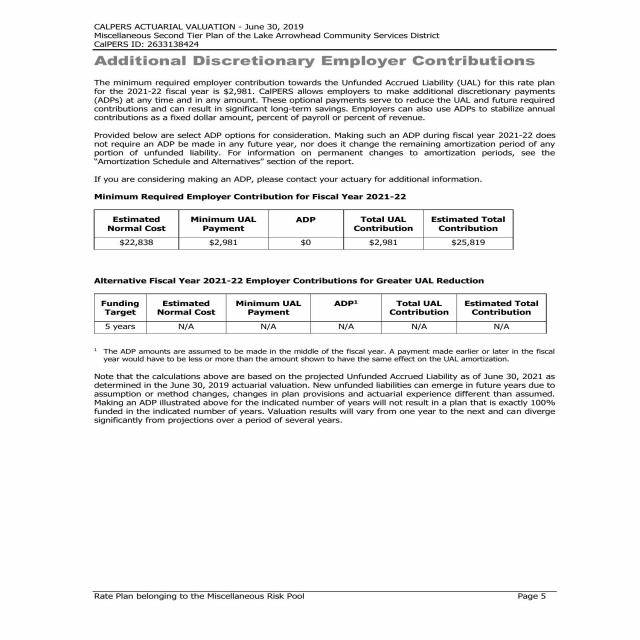 CALPERS ACTUARIAL VALUATION - June 30, 2019
Miscellaneous Second Tier Plan of the Lake Arrowhead Community Services District
CalPERS ID: 2633138424
Additional Discretionary Employer Contributions
The minimum required employer contribution towards the Unfunded Accrued Liability (UAL) for this rate plan
for the 2021-22 fiscal year is $2,981. CalPERS allows employers to make additional discretionary payments
(ADPs) at any time and in any amount. These optional payments serve to reduce the UAL and future required
contributions and can result in significant long-term savings. Employers can also use ADPs to stabilize annual
contributions as a fixed dollar amount, percent of payroll or percent of revenue.
Provided below are select ADP options for consideration. Making such an ADP during fiscal year 2021-22 does
not require an ADP be made in any future year, nor does it change the remaining amortization period of any
portion of unfunded liability. For information on permanent changes to amortization periods, see the
“Amortization Schedule and Alternatives” section of the report.
If you are considering making an ADP, please contact your actuary for additional information.
Minimum Required Employer Contribution for Fiscal Year 2021-22
Estimated Normal Cost Minimum UAL Payment ADP Total UAL Contribution Estimated Total Contribution
$22,838 $2,981 $0 $2,981 $25,819
Alternative Fiscal Year 2021-22 Employer Contributions for Greater UAL Reduction
Funding Target Estimated Normal Cost Minimum UAL Payment ADP¹ Total UAL Contribution Estimated Total Contribution
5 years N/A N/A N/A N/A N/A
¹ The ADP amounts are assumed to be made in the middle of the fiscal year. A payment made earlier or later in the fiscal
year would have to be less or more than the amount shown to have the same effect on the UAL amortization.
Note that the calculations above are based on the projected Unfunded Accrued Liability as of June 30, 2021 as
determined in the June 30, 2019 actuarial valuation. New unfunded liabilities can emerge in future years due to
assumption or method changes, changes in plan provisions and actuarial experience different than assumed.
Making an ADP illustrated above for the indicated number of years will not result in a plan that is exactly 100%
funded in the indicated number of years. Valuation results will vary from one year to the next and can diverge
significantly from projections over a period of several years.
Rate Plan belonging to the Miscellaneous Risk Pool
Page 5